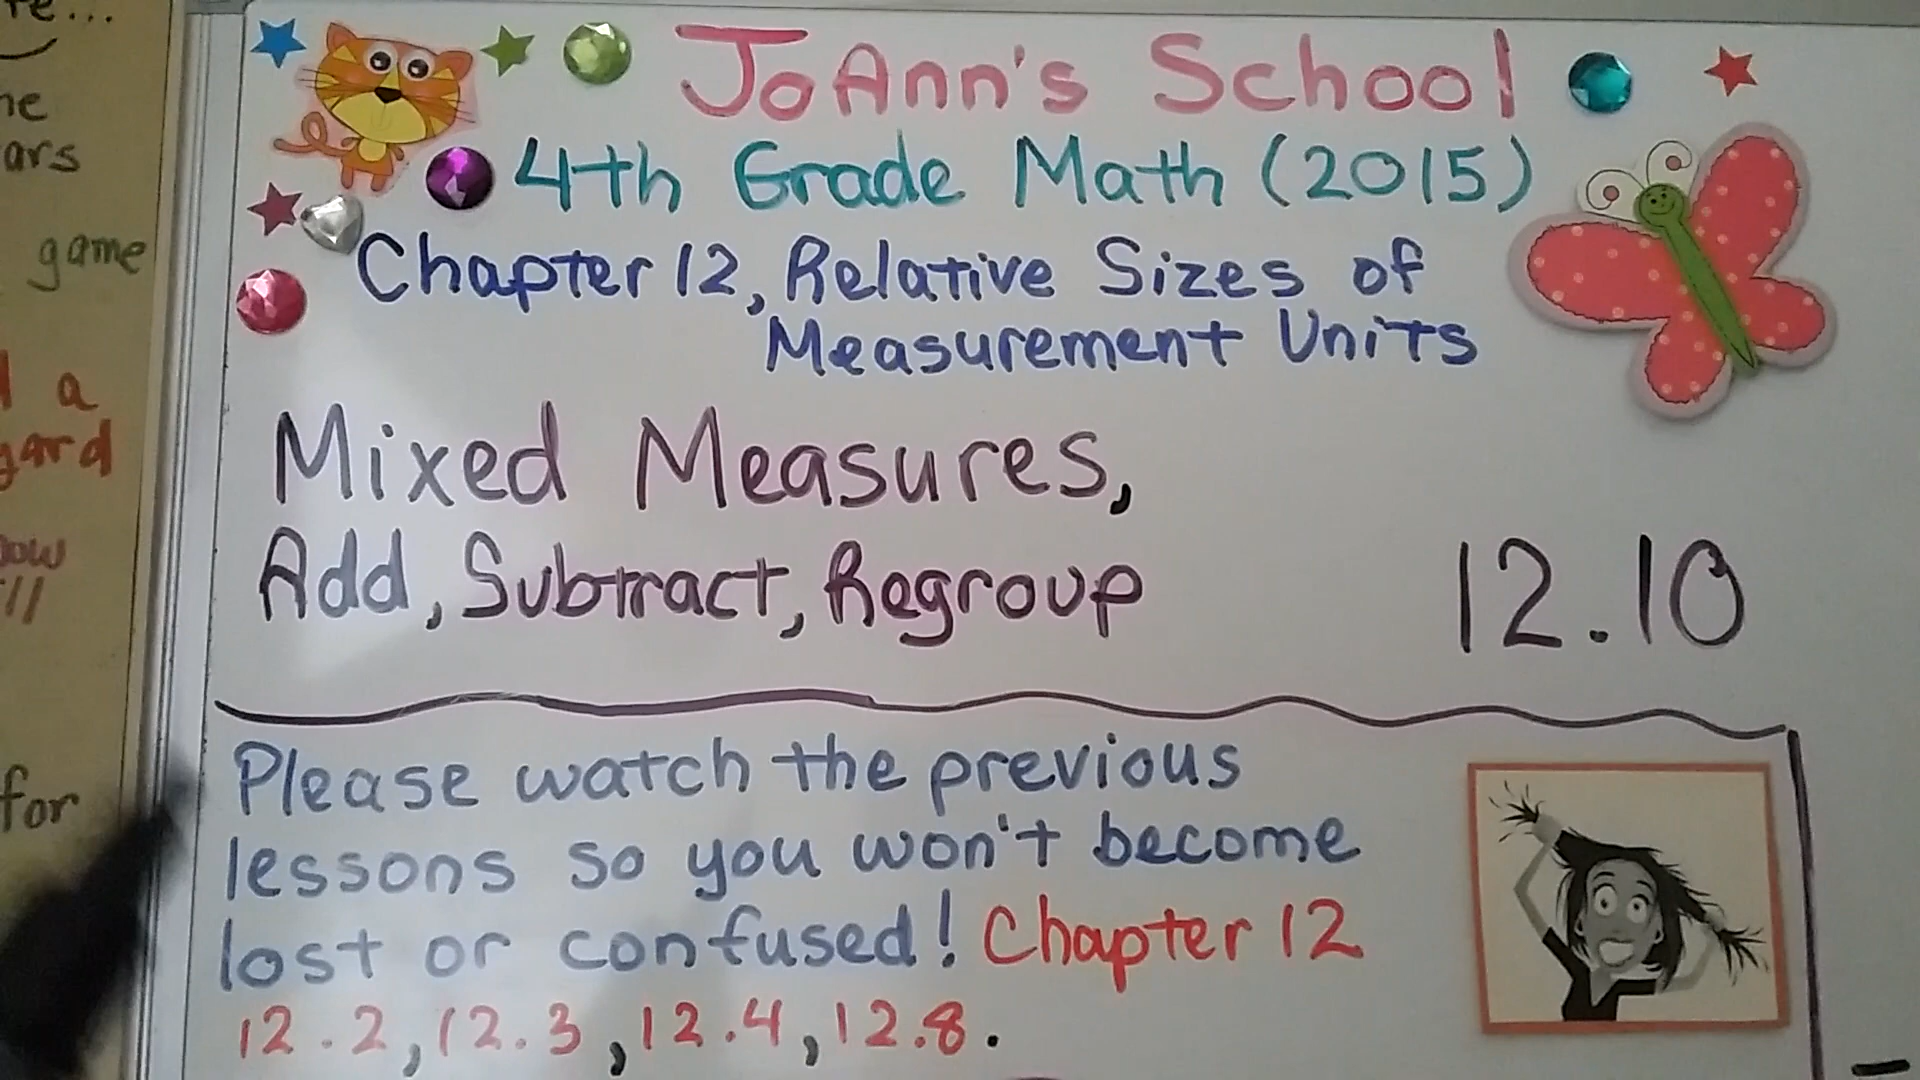 JoAnn's School
4th Grade Math (2015)
Chapter 12, Relative Sizes of
Measurement Units
Mixed Measures,
Add, Subtract, Regroup
12.10
Please watch the previous
lessons so you won't become
lost or confused! Chapter 12
12.2, 12.3, 12.4, 12.8.
game
a
for